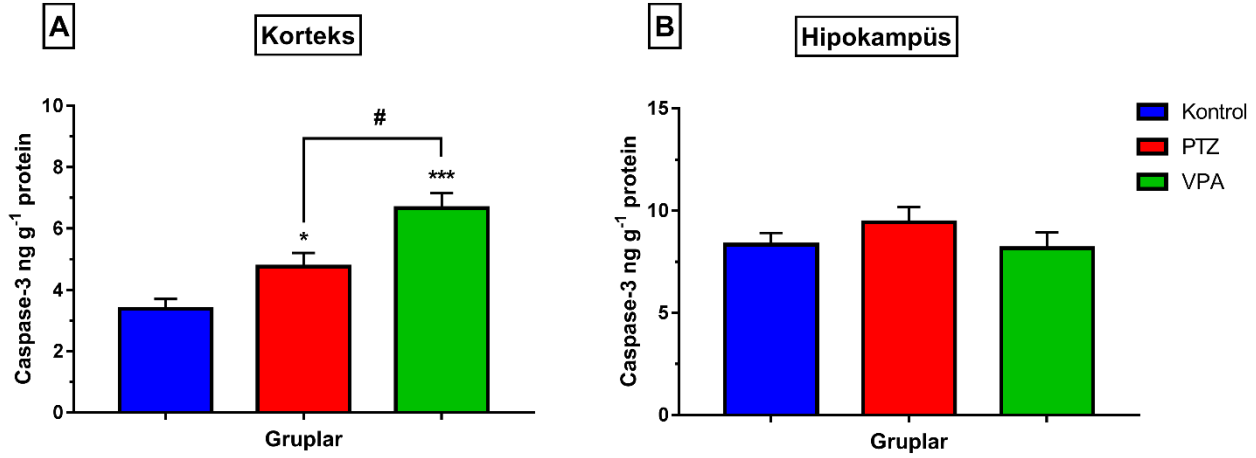 A
Korteks
Caspase-3 ng g⁻¹ protein
10
8
6
4
2
0
#
*
***
Gruplar
B
Hipokampüs
Caspase-3 ng g⁻¹ protein
15
10
5
0
Gruplar
Kontrol
PTZ
VPA